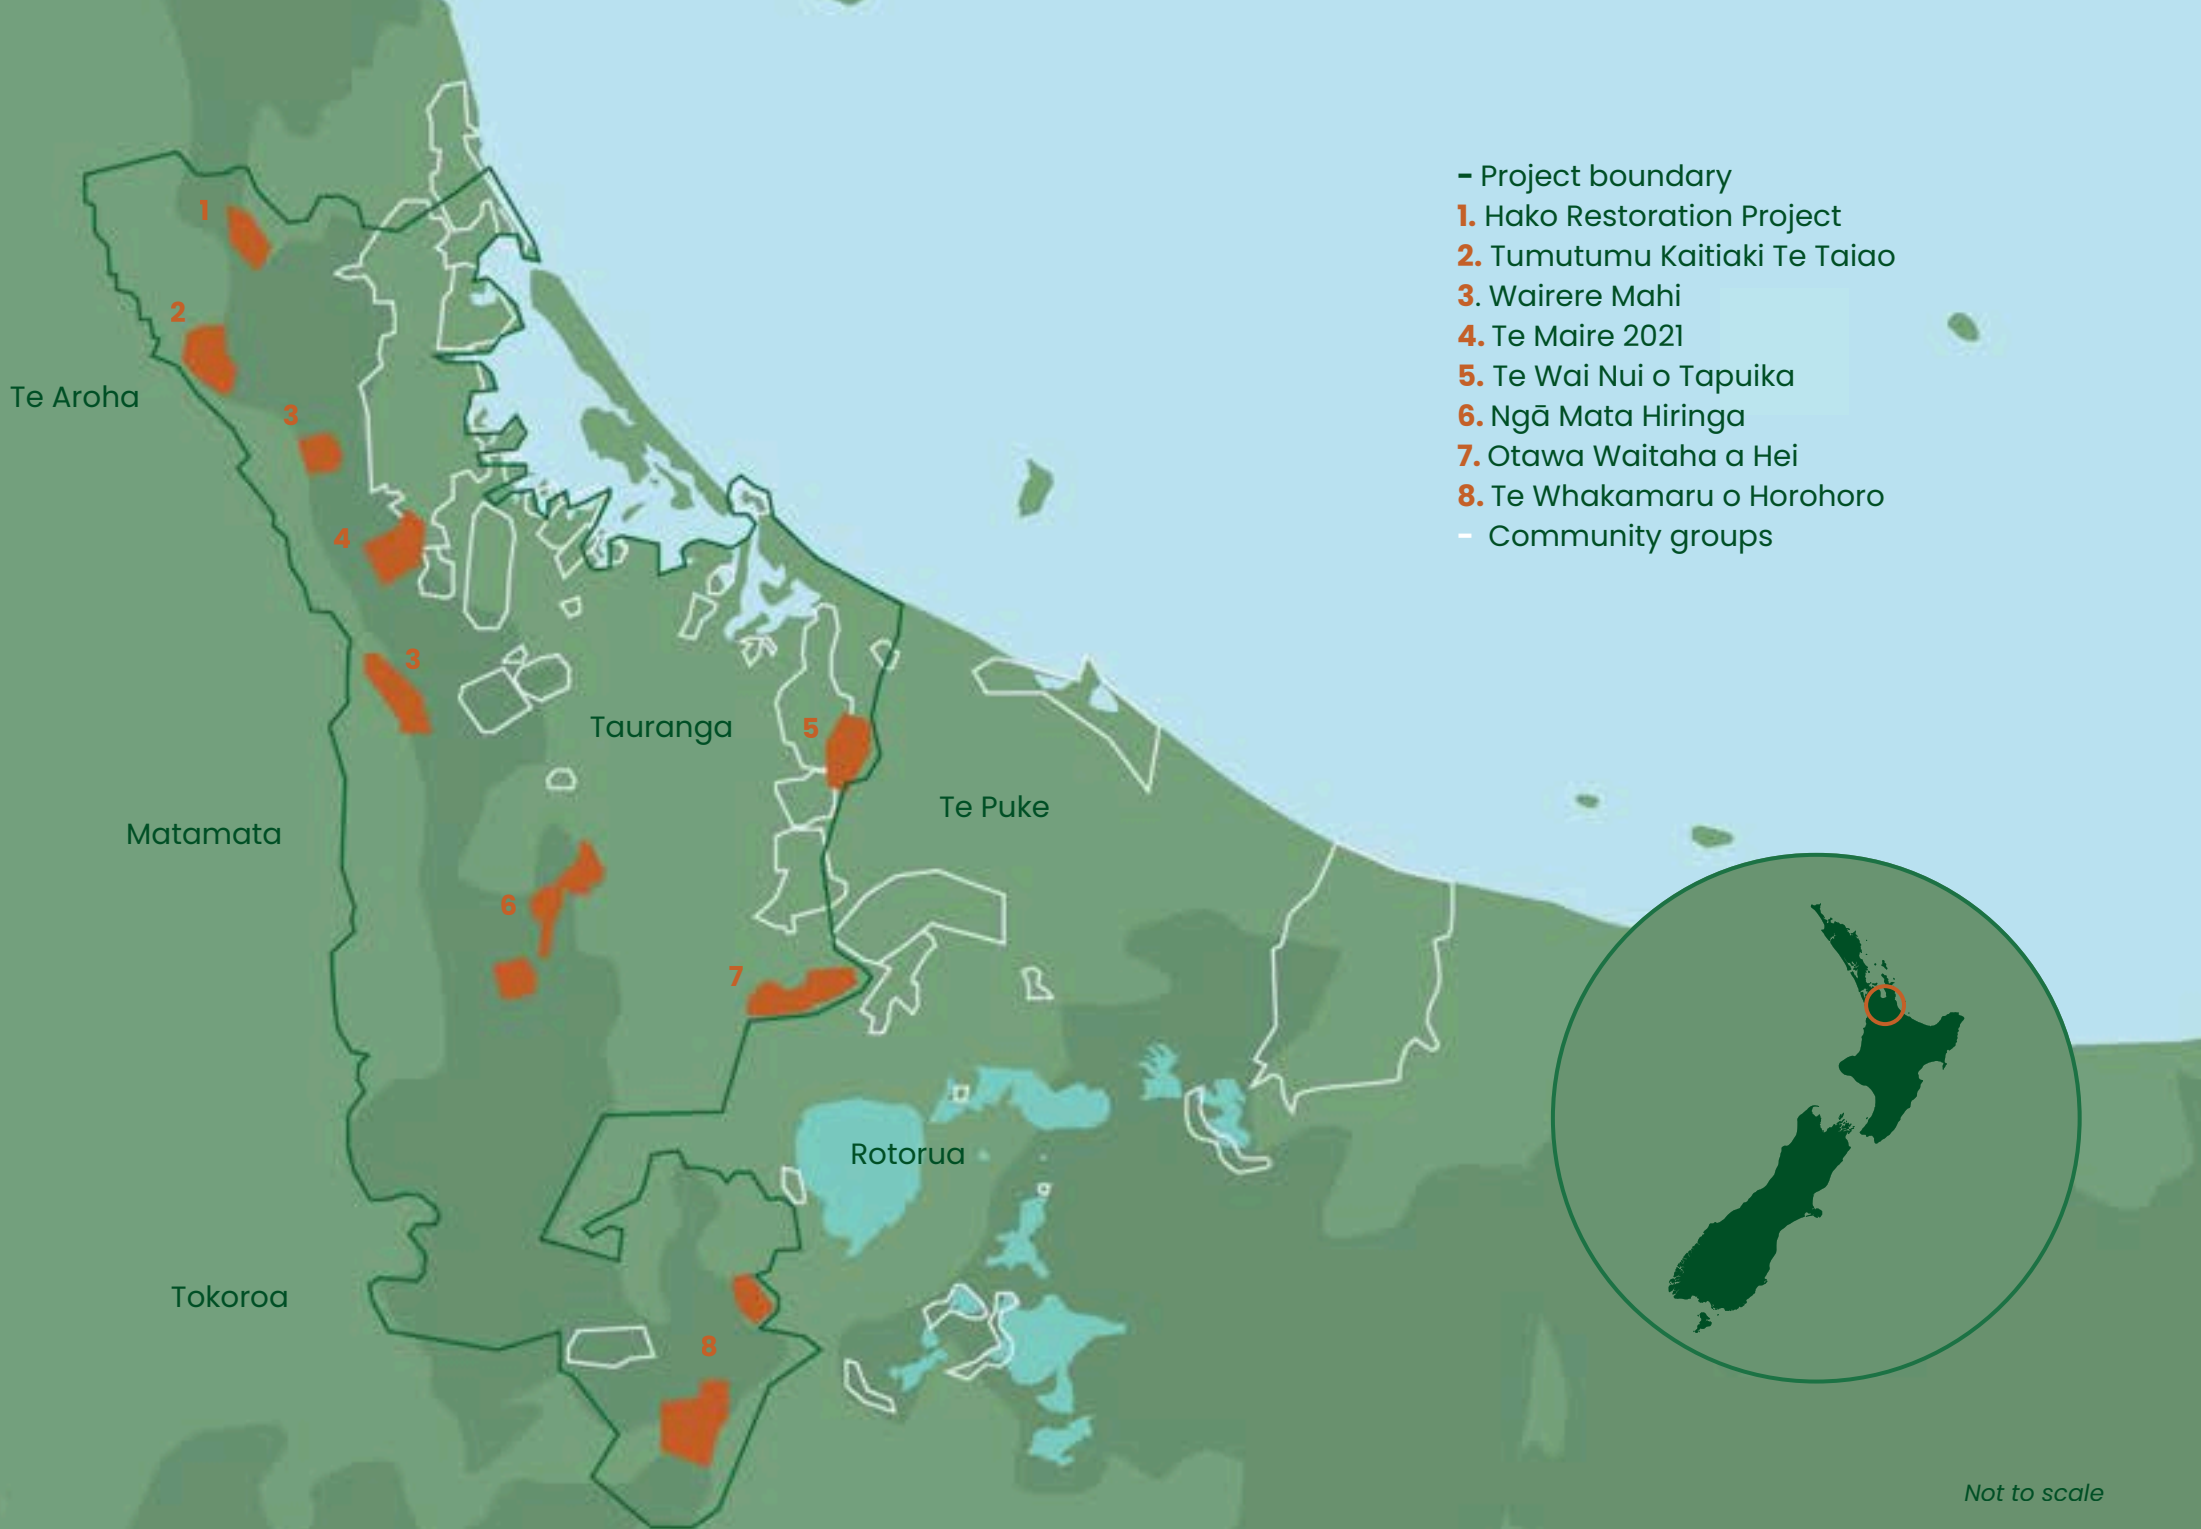 – Project boundary
1. Hako Restoration Project
2. Tumutumu Kaitiaki Te Taiao
3. Wairere Mahi
4. Te Maire 2021
5. Te Wai Nui o Tapuika
6. Ngā Mata Hiringa
7. Otawa Waitaha a Hei
8. Te Whakamaru o Horohoro
– Community groups
1
2
Te Aroha
3
4
3
Tauranga
5
Te Puke
Matamata
6
7
Rotorua
Tokoroa
8
Not to scale